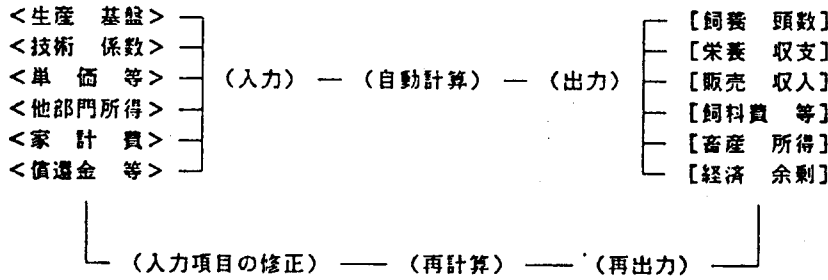 <生産 基盤> [飼養 頭数]
<技術 係数> [栄養 収支]
<単 価 等> (入力) ― (自動計算) ― (出力) [販売 収入]
<他部門所得> [飼料費 等]
<家 計 費> [畜産 所得]
<償還金 等> [経済 余剰]
(入力項目の修正) ― (再計算) ― (再出力)